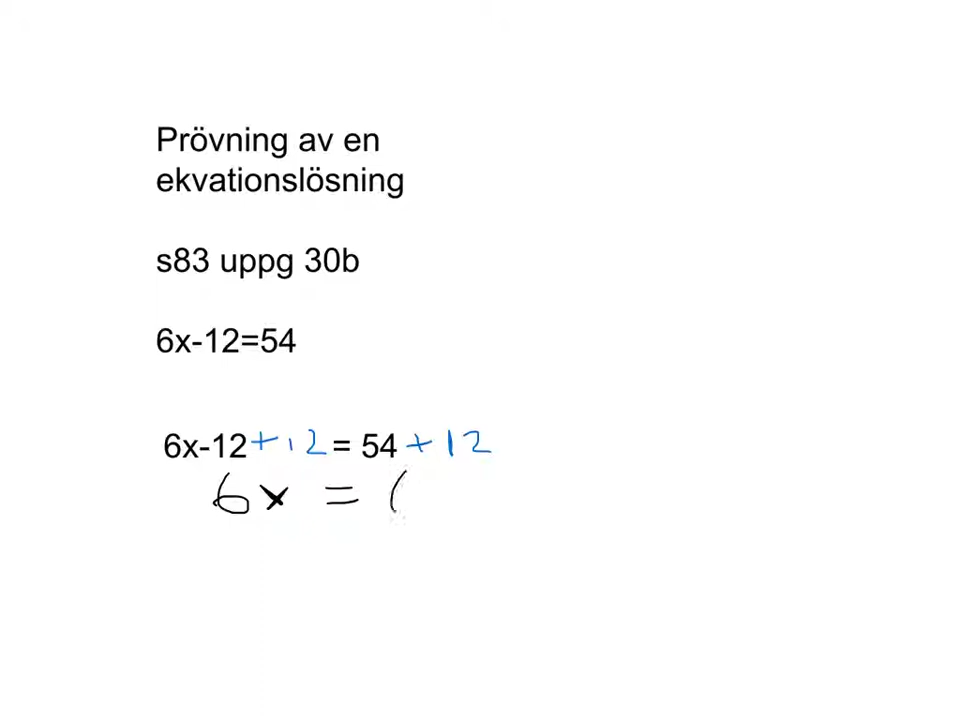 Prövning av en
ekvationslösning
s83 uppg 30b
6x-12=54
6x-12+12 = 54+12
6x = (